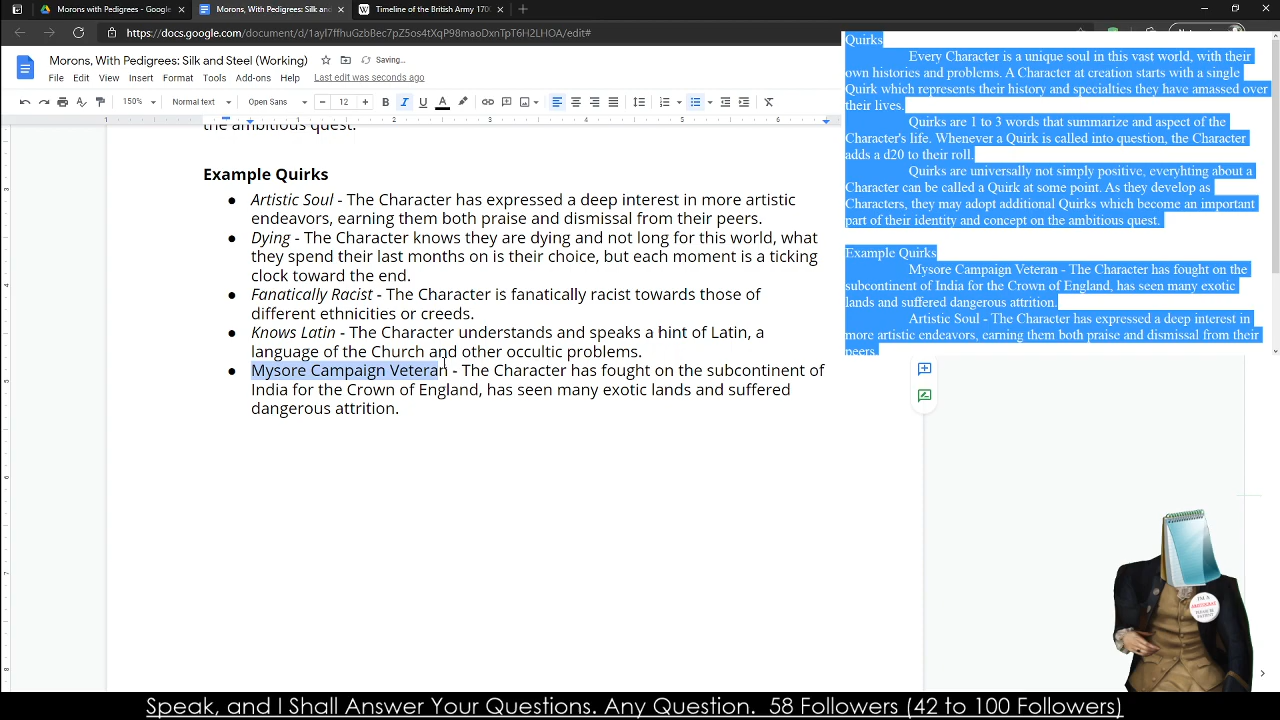 Morons with Pedigrees - Google
Morons, With Pedigrees: Silk and
Timeline of the British Army 1700
https://docs.google.com/document/d/1ayl7ffhuGzbBec7pZ5os4tXqP98maoDxnTpT6H2LHOA/edit#
Morons, With Pedigrees: Silk and Steel (Working)
Saving...
File Edit View Insert Format Tools Add-ons Help Last edit was seconds ago
150% Normal text Open Sans 12
the ambitious quest.
Example Quirks
● Artistic Soul - The Character has expressed a deep interest in more artistic
endeavors, earning them both praise and dismissal from their peers.
● Dying - The Character knows they are dying and not long for this world, what
they spend their last months on is their choice, but each moment is a ticking
clock toward the end.
● Fanatically Racist - The Character is fanatically racist towards those of
different ethnicities or creeds.
● Knows Latin - The Character understands and speaks a hint of Latin, a
language of the Church and other occultic problems.
● Mysore Campaign Veteran - The Character has fought on the subcontinent of
India for the Crown of England, has seen many exotic lands and suffered
dangerous attrition.
Quirks
Every Character is a unique soul in this vast world, with their
own histories and problems. A Character at creation starts with a single
Quirk which represents their history and specialties they have amassed over
their lives.
Quirks are 1 to 3 words that summarize and aspect of the
Character's life. Whenever a Quirk is called into question, the Character
adds a d20 to their roll.
Quirks are universally not simply positive, everyhting about a
Character can be called a Quirk at some point. As they develop as
Characters, they may adopt additional Quirks which become an important
part of their identity and concept on the ambitious quest.
Example Quirks
Mysore Campaign Veteran - The Character has fought on the
subcontinent of India for the Crown of England, has seen many exotic
lands and suffered dangerous attrition.
Artistic Soul - The Character has expressed a deep interest in
more artistic endeavors, earning them both praise and dismissal from their
peers.
I'M A
Speak, and I Shall Answer Your Questions. Any Question. 58 Followers (42 to 100 Followers)